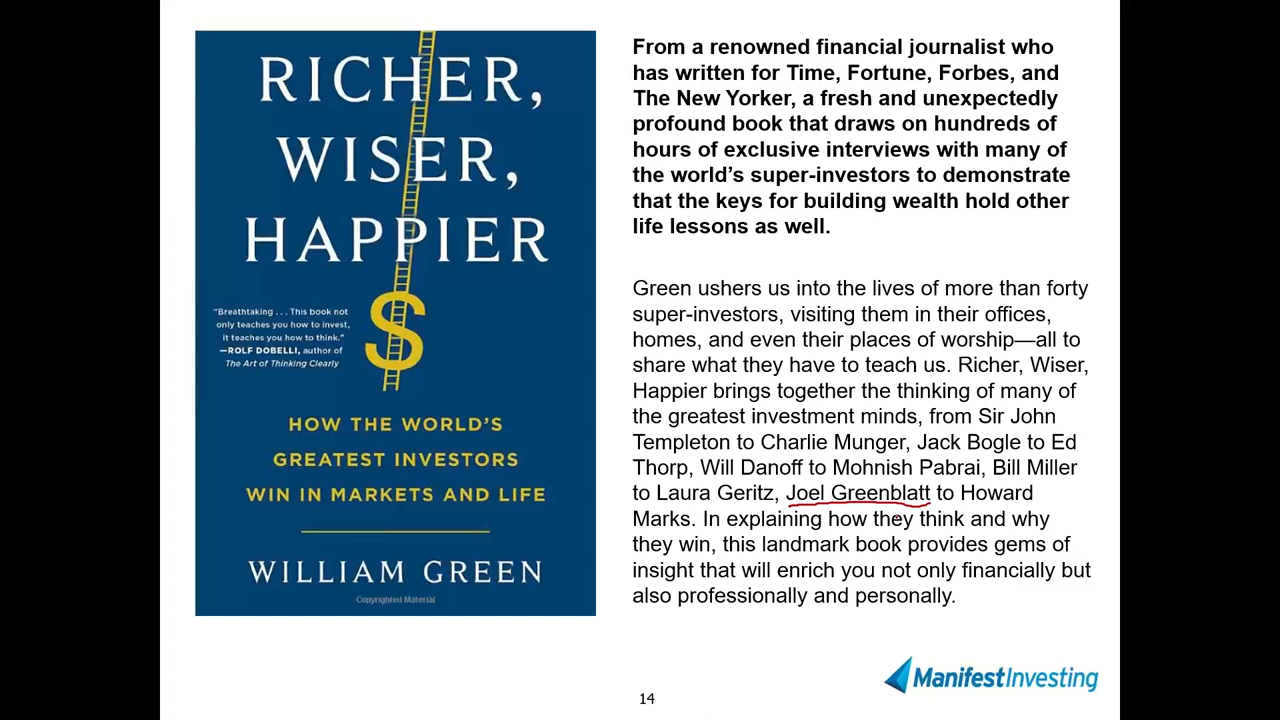 RICHER,
WISER,
HAPPIER
"Breathtaking . . . This book not
only teaches you how to invest,
it teaches you how to think."
—ROLF DOBELLI, author of
The Art of Thinking Clearly
$
HOW THE WORLD'S
GREATEST INVESTORS
WIN IN MARKETS AND LIFE
WILLIAM GREEN
Copyrighted Material
From a renowned financial journalist who
has written for Time, Fortune, Forbes, and
The New Yorker, a fresh and unexpectedly
profound book that draws on hundreds of
hours of exclusive interviews with many of
the world's super-investors to demonstrate
that the keys for building wealth hold other
life lessons as well.
Green ushers us into the lives of more than forty
super-investors, visiting them in their offices,
homes, and even their places of worship—all to
share what they have to teach us. Richer, Wiser,
Happier brings together the thinking of many of
the greatest investment minds, from Sir John
Templeton to Charlie Munger, Jack Bogle to Ed
Thorp, Will Danoff to Mohnish Pabrai, Bill Miller
to Laura Geritz, Joel Greenblatt to Howard
Marks. In explaining how they think and why
they win, this landmark book provides gems of
insight that will enrich you not only financially but
also professionally and personally.
ManifestInvesting
14